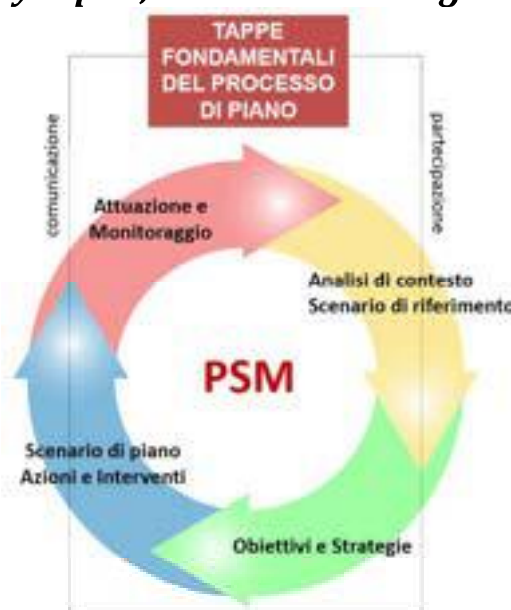 TAPPE
FONDAMENTALI
DEL PROCESSO
DI PIANO
comunicazione
partecipazione
Attuazione e
Monitoraggio
Analisi di contesto
Scenario di riferimento
PSM
Scenario di piano
Azioni e Interventi
Obiettivi e Strategie